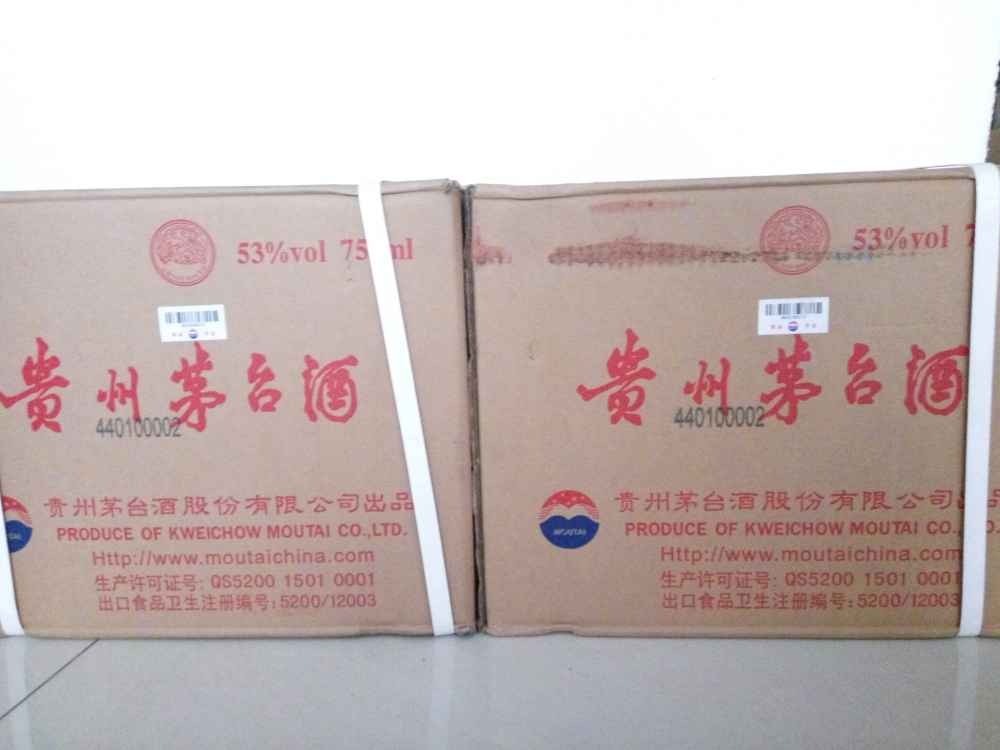 53%vol
贵州茅台酒
440100002
贵州茅台酒股份有限公司出品
PRODUCE OF KWEICHOW MOUTAI CO.,LTD.
Http://www.moutaichina.com
生产许可证号: QS5200 1501 0001
出口食品卫生注册编号:5200/12003
MOUTAI
53%vol
贵州茅台酒
440100002
MOUTAI
贵州茅台酒股份有限公司出
PRODUCE OF KWEICHOW MOUTAI CO.,
Http://www.moutaichina.com
生产许可证号: QS5200 1501 0001
出口食品卫生注册编号:5200/12003